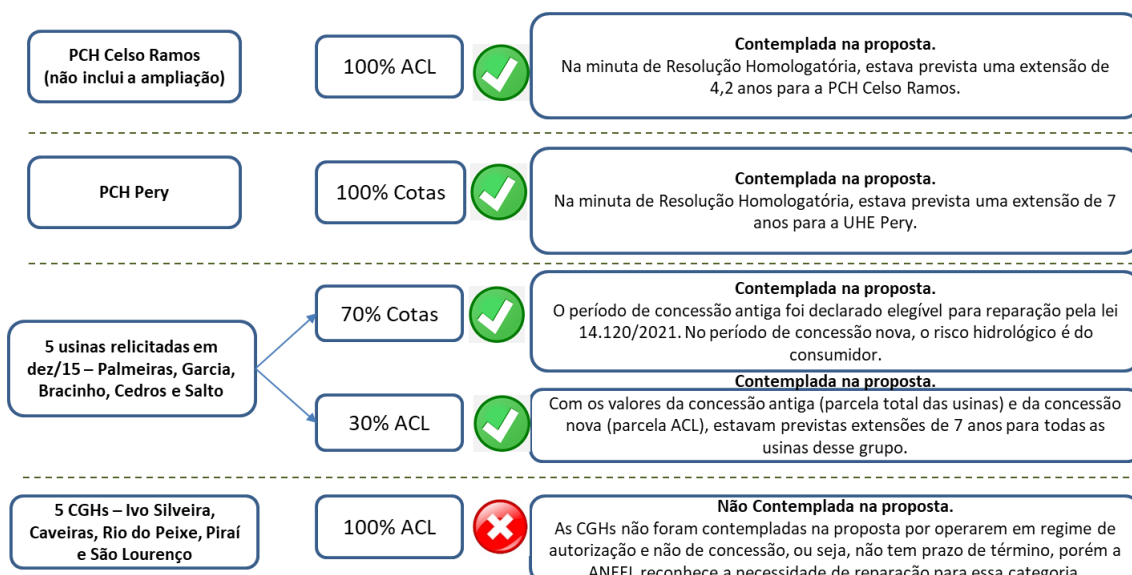 PCH Celso Ramos
(não inclui a ampliação)
100% ACL
Contemplada na proposta.
Na minuta de Resolução Homologatória, estava prevista uma extensão de
4,2 anos para a PCH Celso Ramos.
PCH Pery
100% Cotas
Contemplada na proposta.
Na minuta de Resolução Homologatória, estava prevista uma extensão de 7
anos para a UHE Pery.
5 usinas relicitadas em
dez/15 – Palmeiras, Garcia,
Bracinho, Cedros e Salto
70% Cotas
Contemplada na proposta.
O período de concessão antiga foi declarado elegível para reparação pela lei
14.120/2021. No período de concessão nova, o risco hidrológico é do
consumidor.
30% ACL
Contemplada na proposta.
Com os valores da concessão antiga (parcela total das usinas) e da concessão
nova (parcela ACL), estavam previstas extensões de 7 anos para todas as
usinas desse grupo.
5 CGHs – Ivo Silveira,
Caveiras, Rio do Peixe, Piraí
e São Lourenço
100% ACL
Não Contemplada na proposta.
As CGHs não foram contempladas na proposta por operarem em regime de
autorização e não de concessão, ou seja, não tem prazo de término, porém a
ANEEL reconhece a necessidade de reparação para essa categoria.